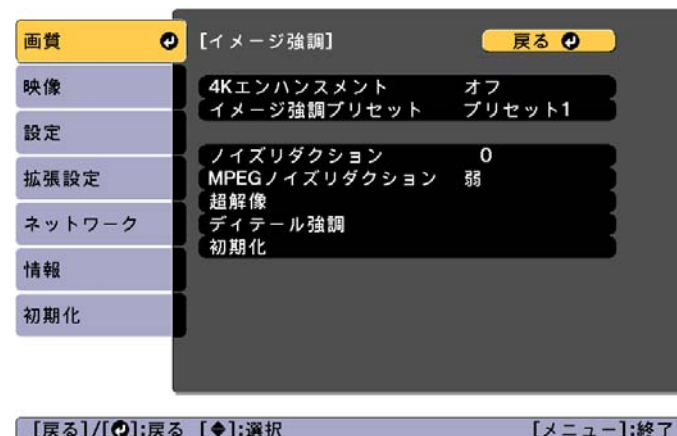 画質
映像
設定
拡張設定
ネットワーク
情報
初期化
[イメージ強調] 戻る
4Kエンハンスメント オフ
イメージ強調プリセット プリセット1
ノイズリダクション 0
MPEGノイズリダクション 弱
超解像
ディテール強調
初期化
[戻る]/[⏎]:戻る [◆]:選択 [メニュー]:終了